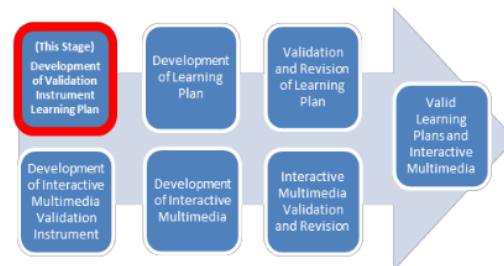 (This Stage)
Development
of Validation
Instrument
Learning Plan
Development
of Learning
Plan
Validation
and Revision
of Learning
Plan
Valid
Learning
Plans and
Interactive
Multimedia
Development
of Interactive
Multimedia
Validation
Instrument
Development
of Interactive
Multimedia
Interactive
Multimedia
Validation
and Revision